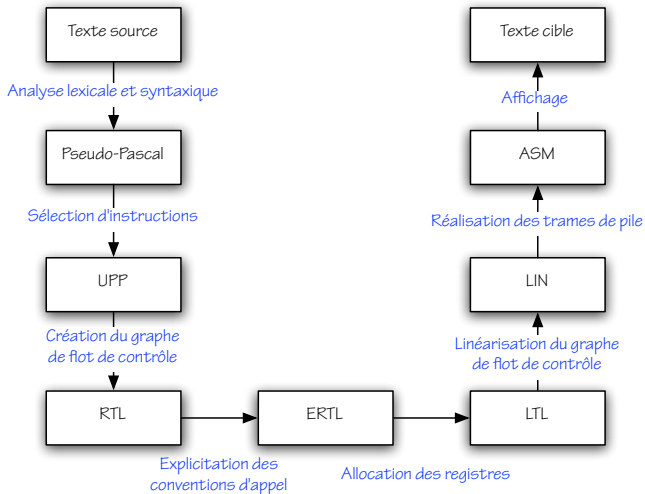 Texte source
Analyse lexicale et syntaxique
Pseudo-Pascal
Sélection d'instructions
UPP
Création du graphe
de flot de contrôle
RTL
Explicitation des
conventions d'appel
ERTL
Allocation des registres
LTL
Linéarisation du graphe
de flot de contrôle
LIN
Réalisation des trames de pile
ASM
Affichage
Texte cible